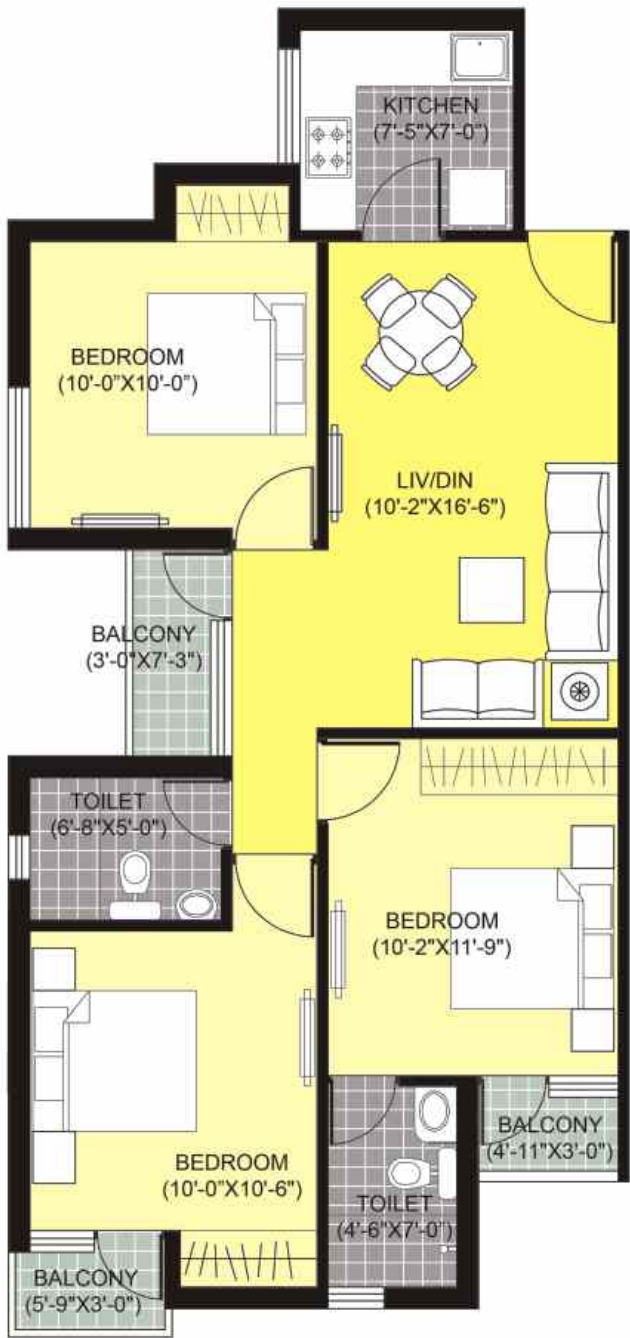 KITCHEN
(7'-5"X7'-0")
BEDROOM
(10'-0"X10'-0")
LIV/DIN
(10'-2"X16'-6")
BALCONY
(3'-0"X7'-3")
TOILET
(6'-8"X5'-0")
BEDROOM
(10'-2"X11'-9")
BALCONY
(4'-11"X3'-0")
BEDROOM
(10'-0"X10'-6")
TOILET
(4'-6"X7'-0")
BALCONY
(5'-9"X3'-0")